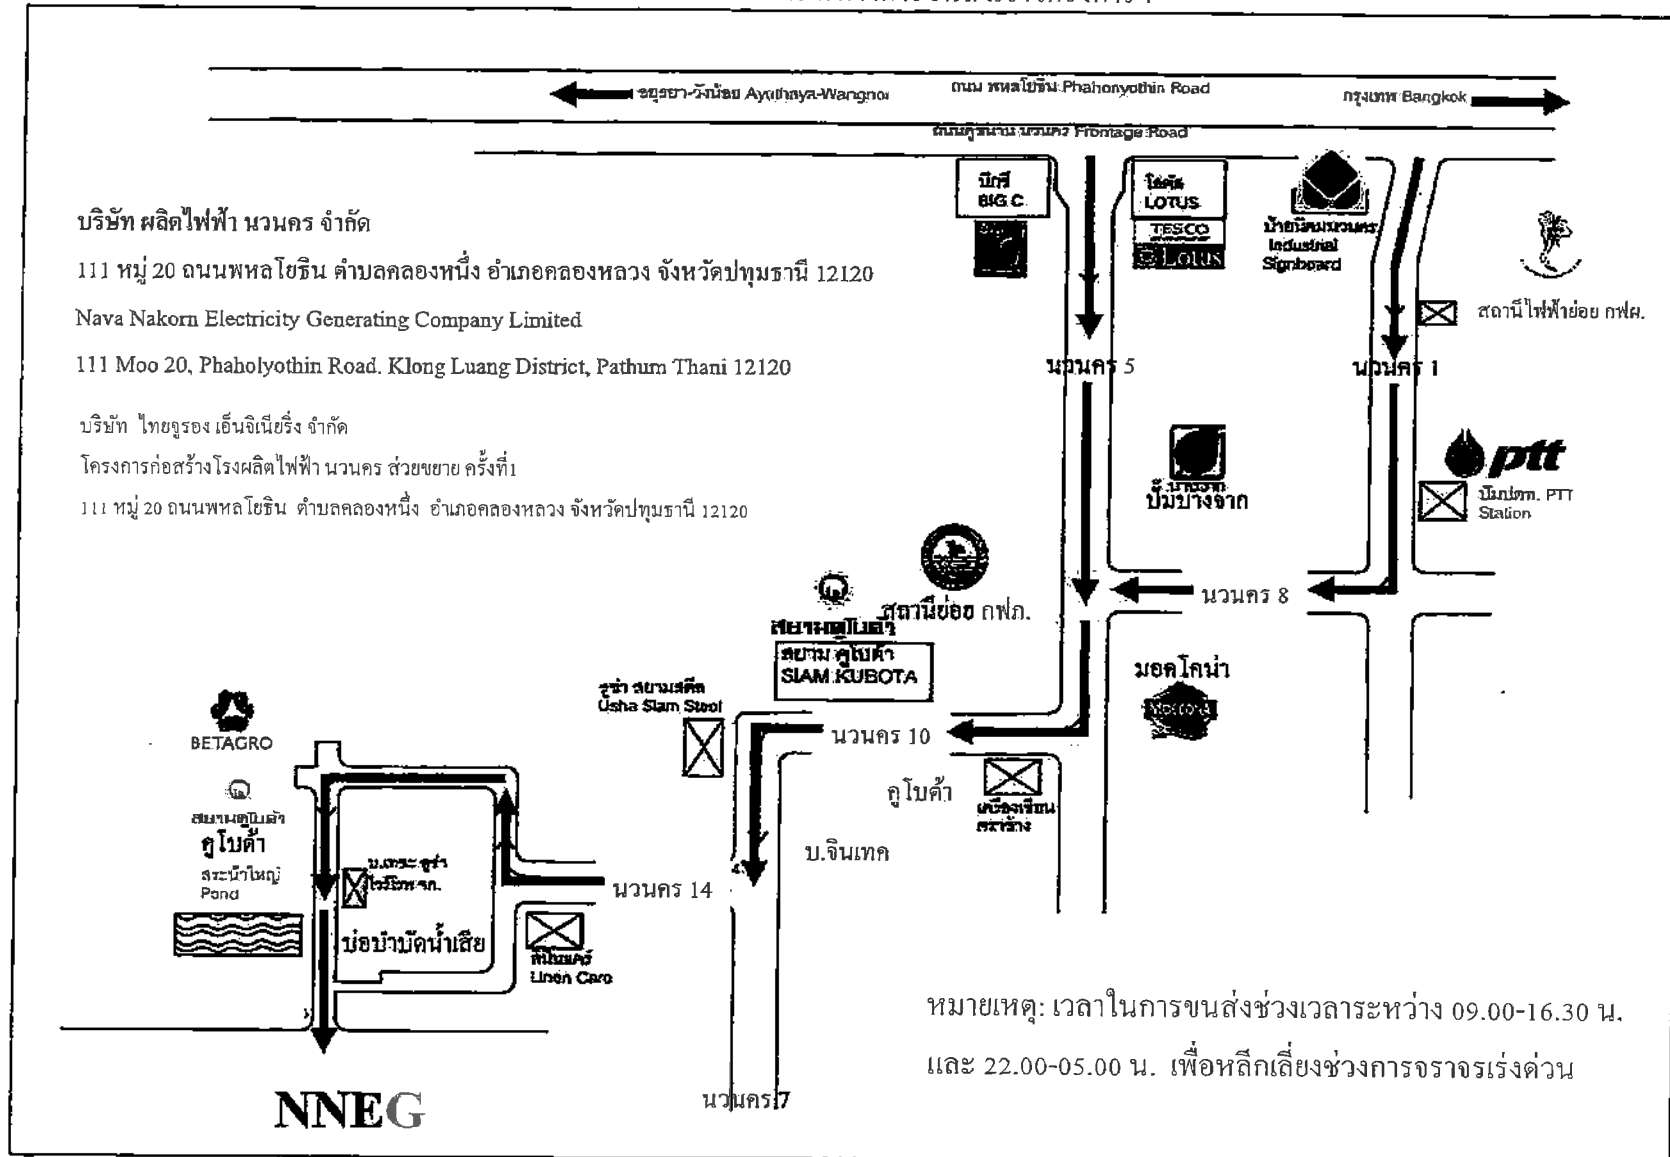 อยุธยา-วังน้อย Ayuthaya-Wangnoi
ถนน พหลโยธิน Phahonyothin Road
กรุงเทพ Bangkok
ถนนคู่ขนาน นวนคร Frontage Road
บิ๊กซี
BIG C
โลตัส
LOTUS
TESCO
Lotus
ป้ายนิคมนวนคร
Industrial
Signboard
บริษัท ผลิตไฟฟ้า นวนคร จำกัด
111 หมู่ 20 ถนนพหลโยธิน ตำบลคลองหนึ่ง อำเภอคลองหลวง จังหวัดปทุมธานี 12120
Nava Nakorn Electricity Generating Company Limited
111 Moo 20, Phaholyothin Road. Klong Luang District, Pathum Thani 12120
บริษัท ไทยจูรอง เอ็นจิเนียริ่ง จำกัด
โครงการก่อสร้างโรงผลิตไฟฟ้า นวนคร ส่วยขยาย ครั้งที่1
111 หมู่ 20 ถนนพหลโยธิน ตำบลคลองหนึ่ง อำเภอคลองหลวง จังหวัดปทุมธานี 12120
สถานีไฟฟ้าย่อย กฟผ.
นวนคร 5
นวนคร 1
ptt
ปั๊มปตท. PTT
Station
บางจาก
ปั๊มบางจาก
นวนคร 8
สถานีย่อย กฟภ.
สยามคูโบต้า
สยาม คูโบต้า
SIAM KUBOTA
มอคโคน่า
อูช่า สยามสตีล
Usha Siam Steel
นวนคร 10
คูโบต้า
เครื่องเขียน
ตราช้าง
บ.จินเทค
BETAGRO
สยามคูโบต้า
คูโบต้า
สระน้ำใหญ่
Pond
บ่อบำบัดน้ำเสีย
นวนคร 14
ลินินแคร์
Linen Care
หมายเหตุ: เวลาในการขนส่งช่วงเวลาระหว่าง 09.00-16.30 น.
และ 22.00-05.00 น. เพื่อหลีกเลี่ยงช่วงการจราจรเร่งด่วน
NNEG
นวนคร 7